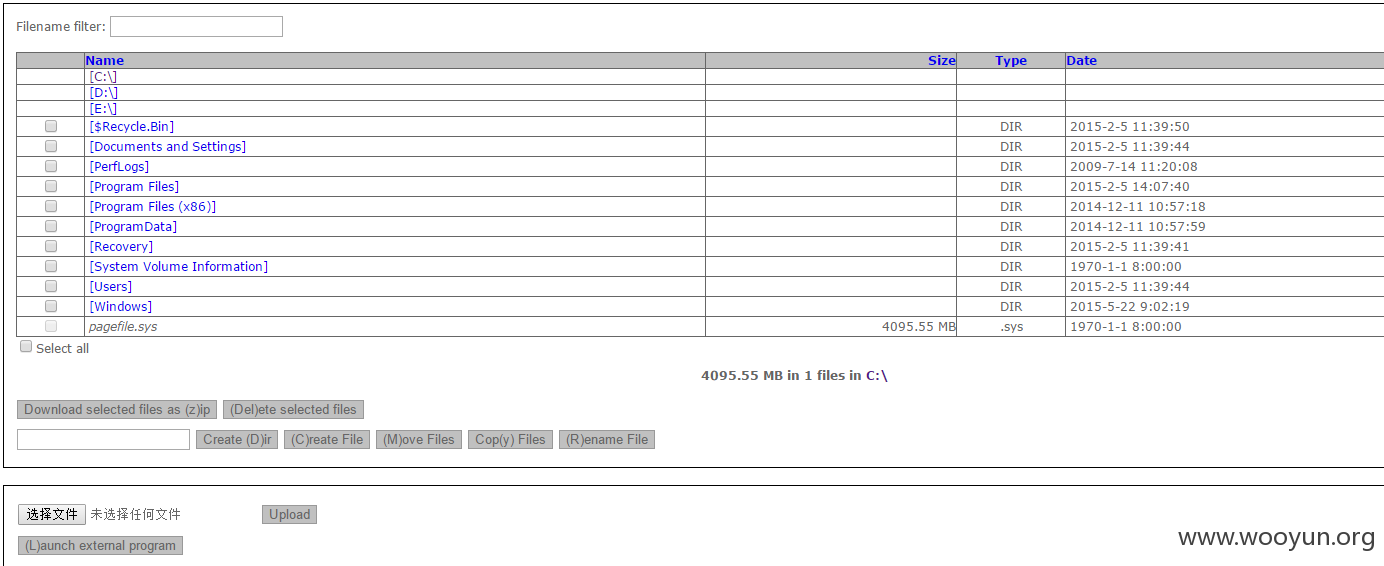 Filename filter:
Name Size Type Date
[C:\]
[D:\]
[E:\]
[$Recycle.Bin] DIR 2015-2-5 11:39:50
[Documents and Settings] DIR 2015-2-5 11:39:44
[PerfLogs] DIR 2009-7-14 11:20:08
[Program Files] DIR 2015-2-5 14:07:40
[Program Files (x86)] DIR 2014-12-11 10:57:18
[ProgramData] DIR 2014-12-11 10:57:59
[Recovery] DIR 2015-2-5 11:39:41
[System Volume Information] DIR 1970-1-1 8:00:00
[Users] DIR 2015-2-5 11:39:44
[Windows] DIR 2015-5-22 9:02:19
pagefile.sys 4095.55 MB .sys 1970-1-1 8:00:00
Select all
4095.55 MB in 1 files in C:\
Download selected files as (z)ip (Del)ete selected files
Create (D)ir (C)reate File (M)ove Files Cop(y) Files (R)ename File
选择文件 未选择任何文件 Upload
(L)aunch external program
www.wooyun.org